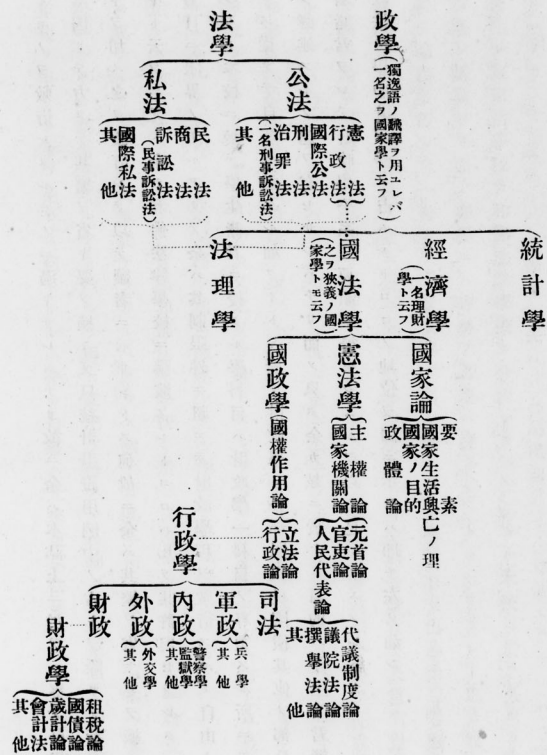 政學
(獨逸語ノ飜譯ヲ用ユレバ
一名之ヲ國家學ト云フ)
法學
公法
憲法
行政法
國際公法
刑法
治罪法
(一名刑事訴訟法)
其他
私法
民法
商法
訴訟法
(民事訴訟法)
國際私法
其他
統計學
經濟學
(一名理財
學ト云フ)
國法學
(之ヲ狹義ノ國
家學トモ云フ)
法理學
國家論
要素
國家生活興亡ノ理
國家ノ目的
政體論
憲法學
主權論
國家機關論
元首論
官吏論
人民代表論
代議制度論
議院法論
撰擧法論
其他
國政學(國權作用論)
立法論
行政論
行政學
司法
軍政
兵學
其他
內政
警察學
監獄學
其他
外政
外交學
其他
財政
財政學
租稅論
國債論
歲計論
會計法
其他